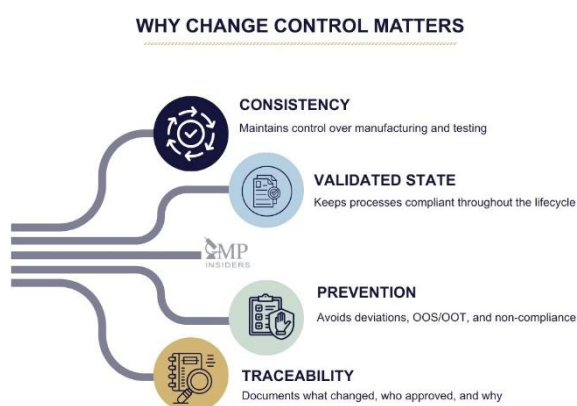 WHY CHANGE CONTROL MATTERS
CONSISTENCY
Maintains control over manufacturing and testing
VALIDATED STATE
Keeps processes compliant throughout the lifecycle
GMP
INSIDERS
PREVENTION
Avoids deviations, OOS/OOT, and non-compliance
TRACEABILITY
Documents what changed, who approved, and why